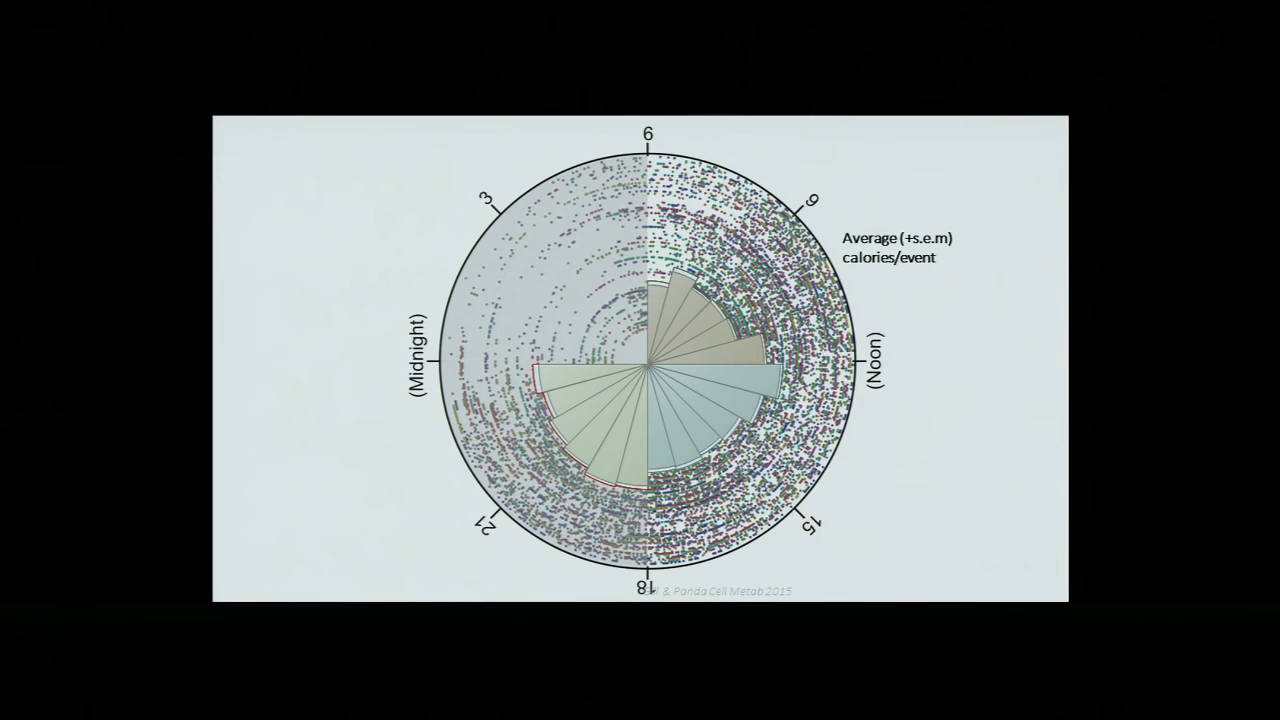 6
3
9
Average (+s.e.m)
calories/event
(Midnight)
(Noon)
21
15
18
& Panda Cell Metab 2015